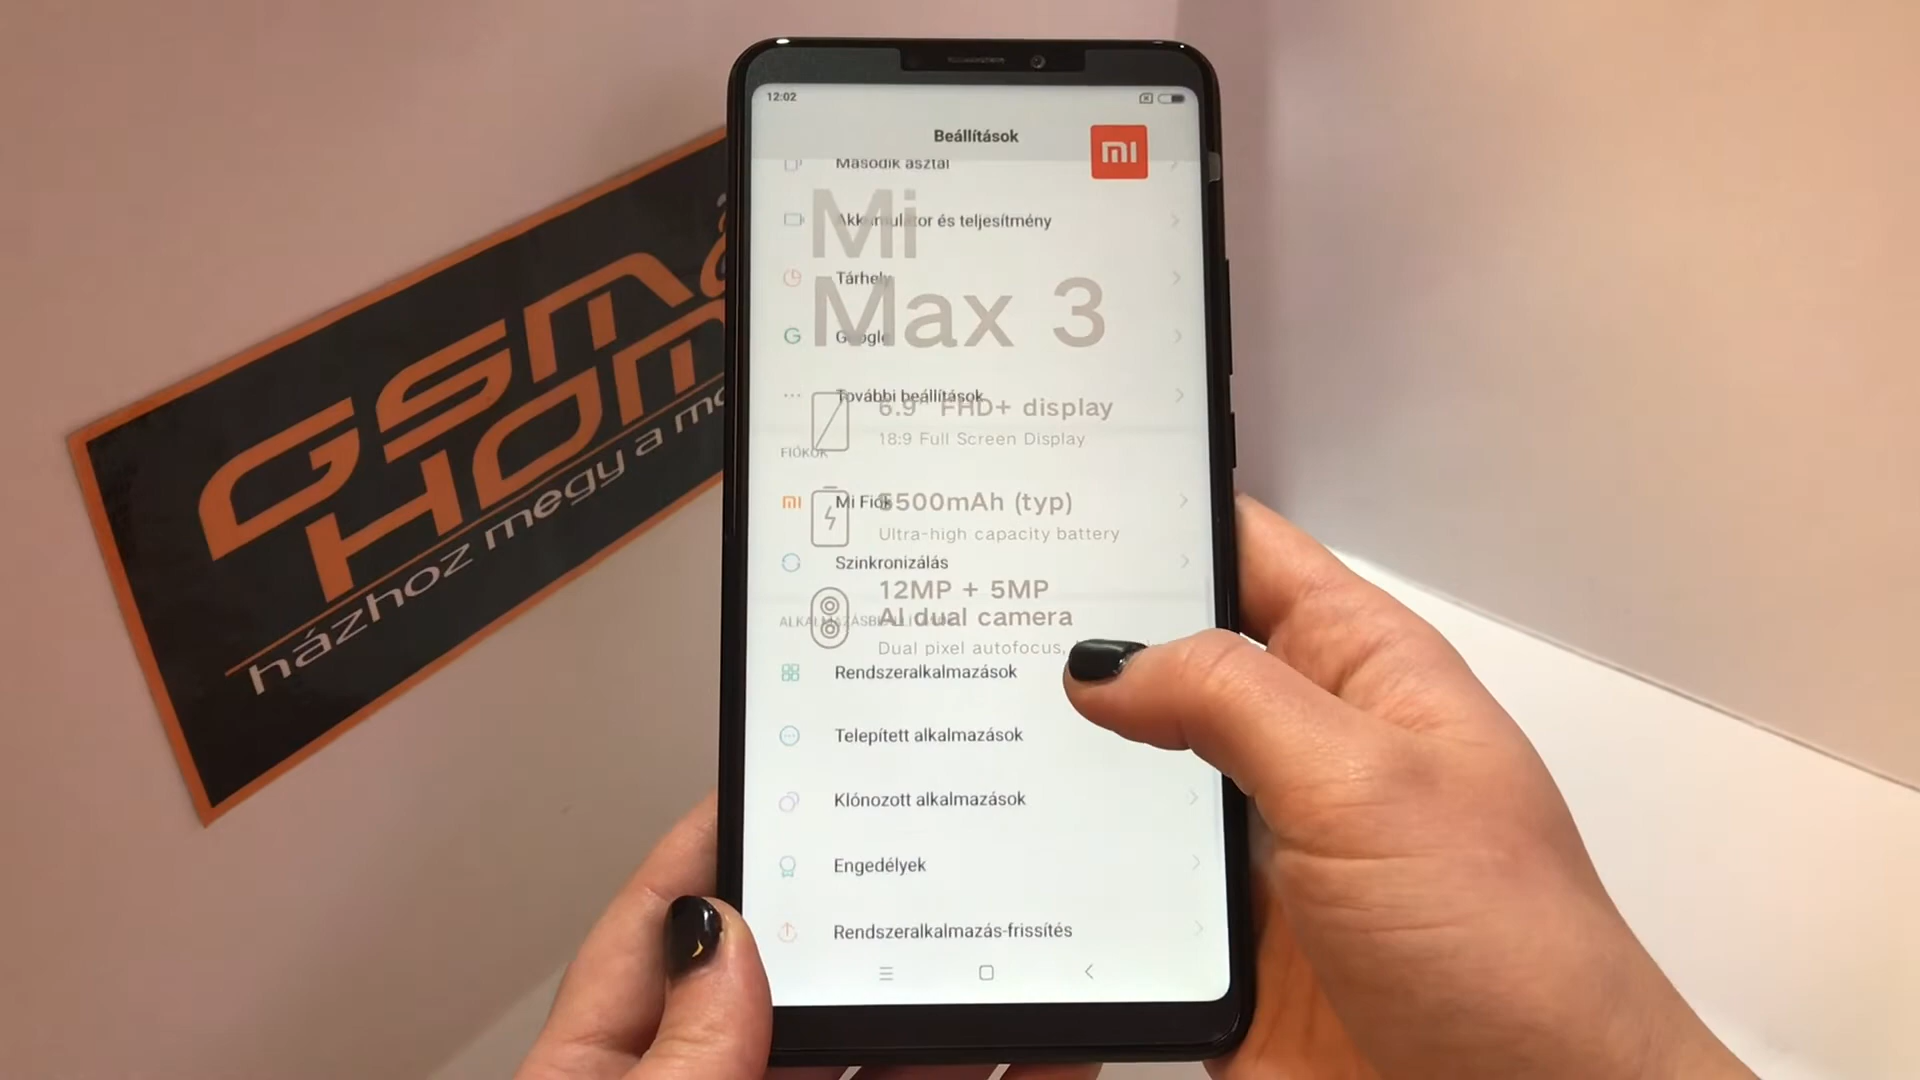 GSM
HOM
házhoz megy a m
12:02
Beállítások
Második asztal
Akkumulátor és teljesítmény
Tárhely
Google
További beállítások
FIÓKOK
Mi Fiók
Szinkronizálás
Rendszeralkalmazások
Telepített alkalmazások
Klónozott alkalmazások
Engedélyek
Rendszeralkalmazás-frissítés
mi
Mi
Max 3
6.9" FHD+ display
18:9 Full Screen Display
5500mAh (typ)
Ultra-high capacity battery
12MP + 5MP
AI dual camera
Dual pixel autofocus,